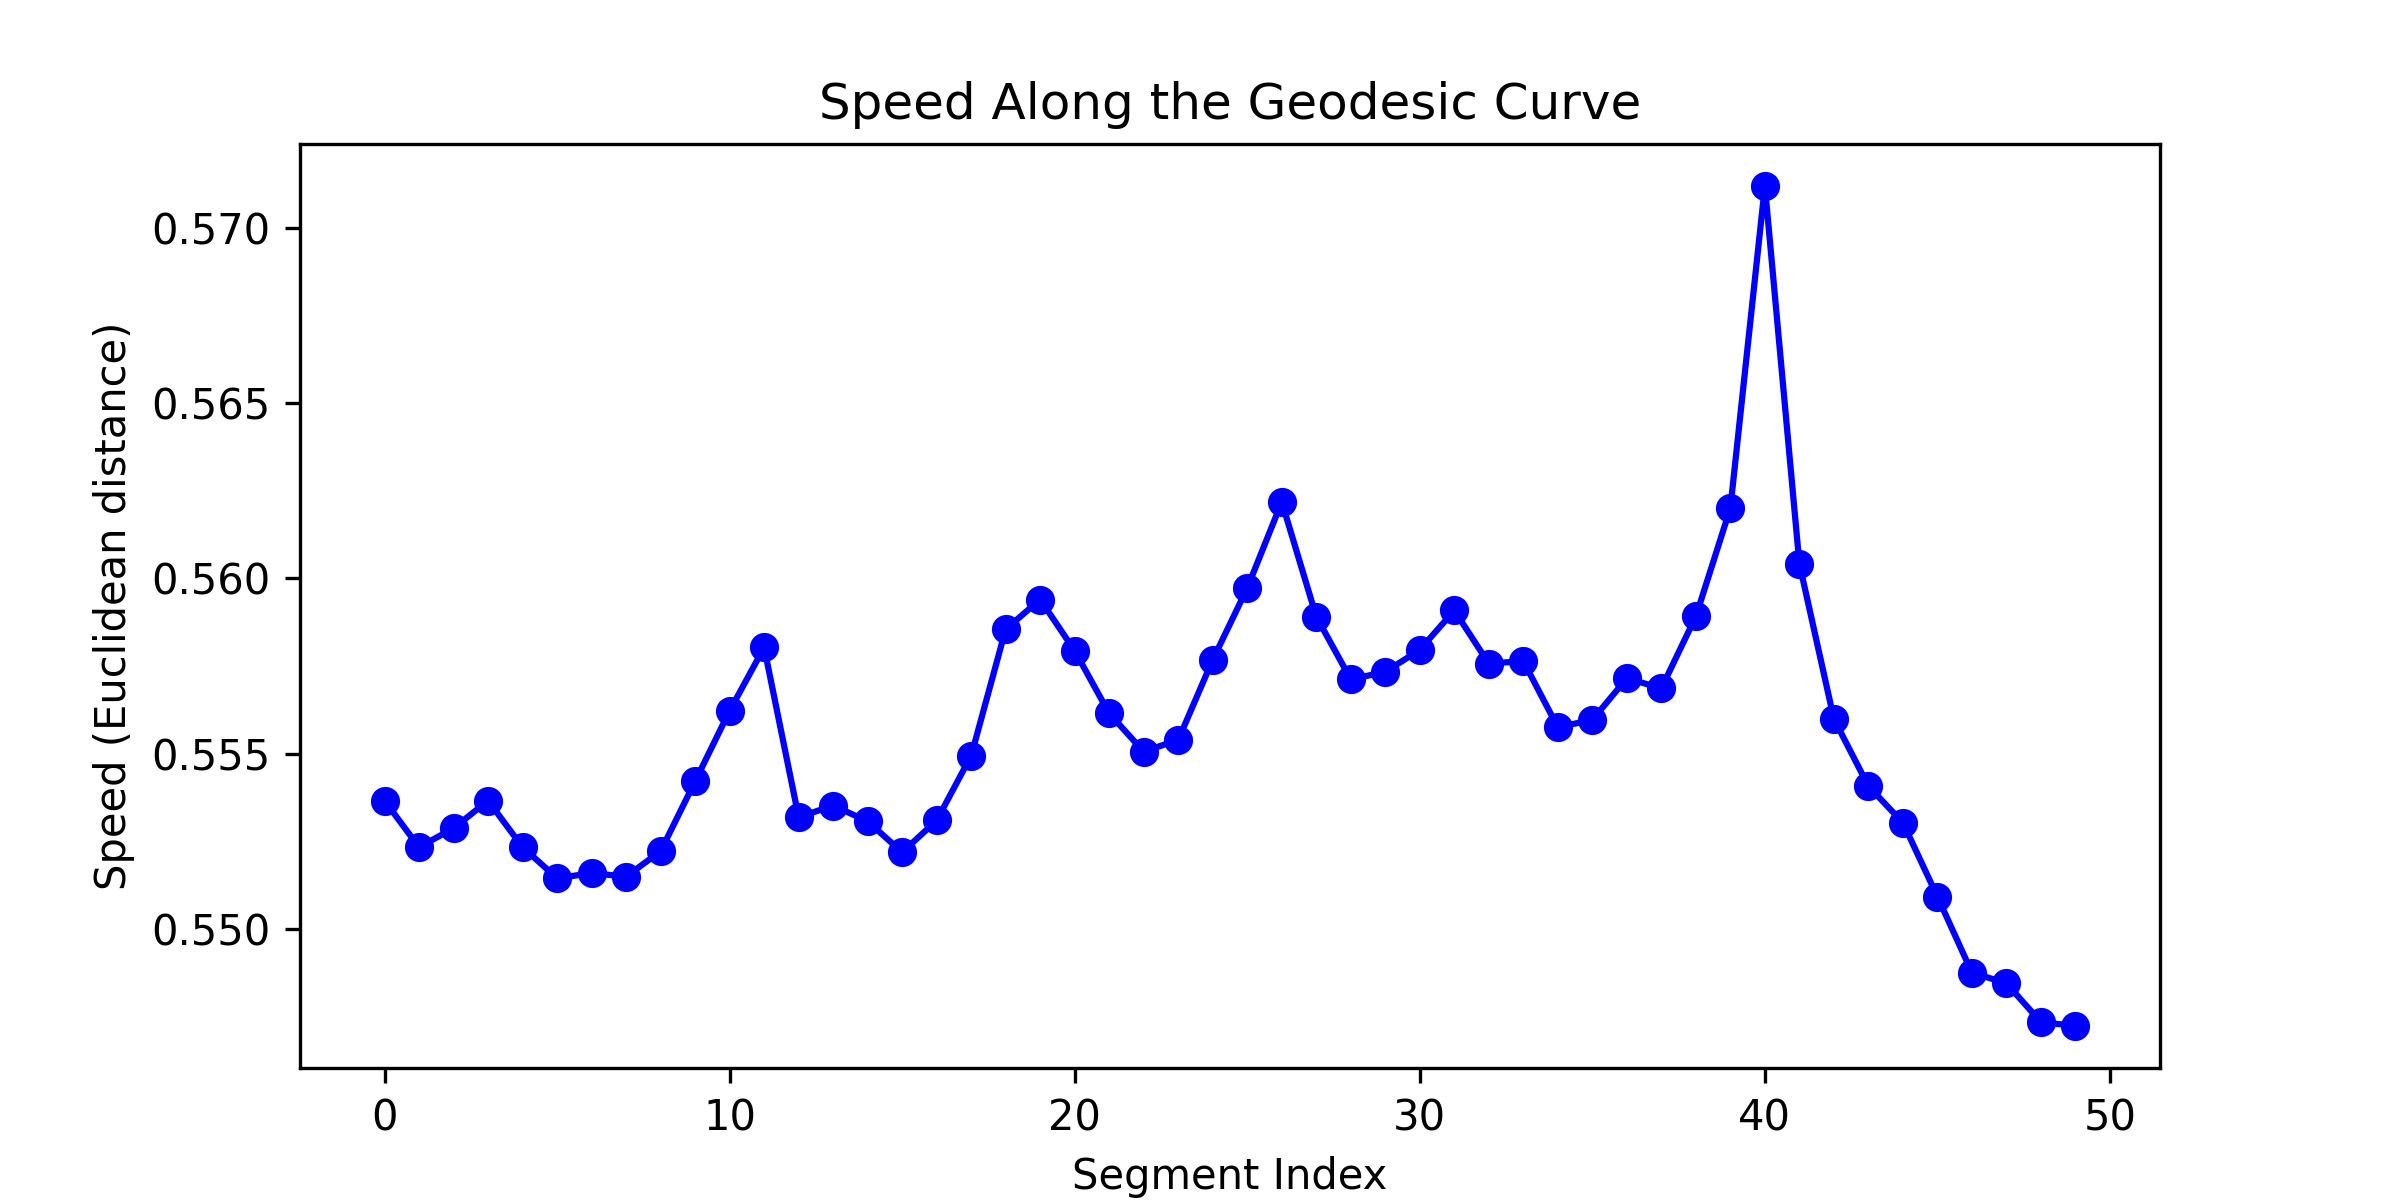 Speed Along the Geodesic Curve
Speed (Euclidean distance)
0.570
0.565
0.560
0.555
0.550
0 10 20 30 40 50
Segment Index